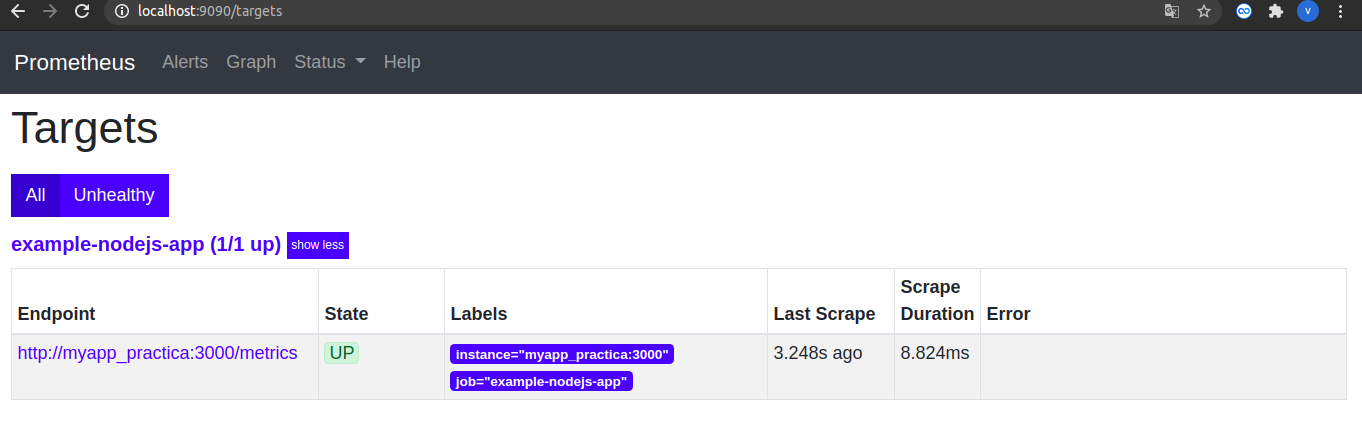 localhost:9090/targets
V
Prometheus Alerts Graph Status Help
Targets
All Unhealthy
example-nodejs-app (1/1 up) show less
Endpoint State Labels Last Scrape Scrape Duration Error
http://myapp_practica:3000/metrics UP instance="myapp_practica:3000" 3.248s ago 8.824ms
job="example-nodejs-app"